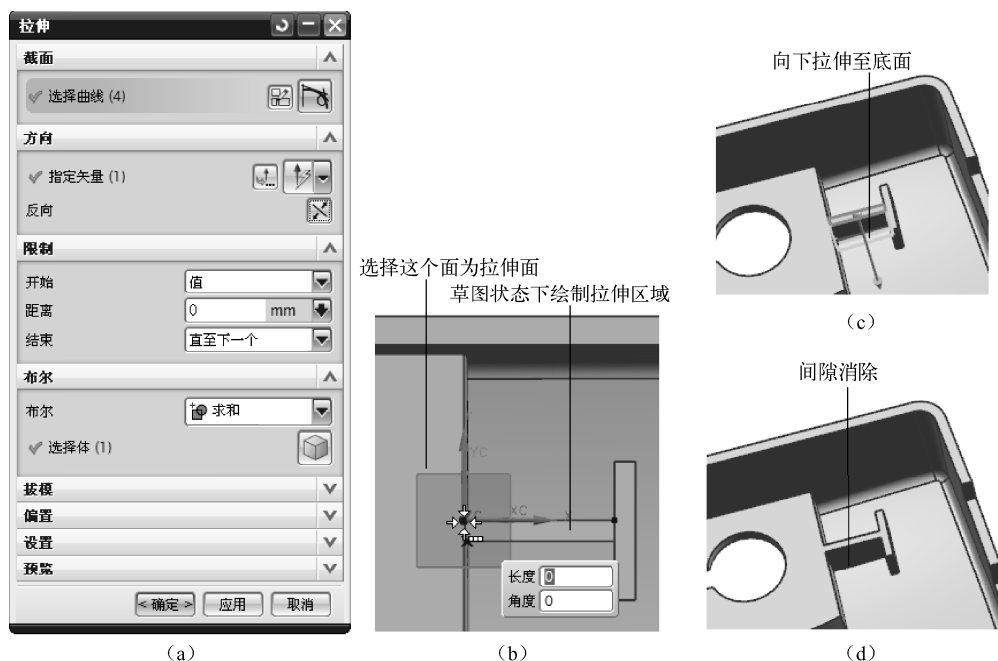 拉伸
截面
选择曲线 (4)
方向
指定矢量 (1)
反向
限制
开始
值
距离
0 mm
结束
直至下一个
布尔
布尔
求和
选择体 (1)
拔模
偏置
设置
预览
< 确定 >
应用
取消
(a)
选择这个面为拉伸面
草图状态下绘制拉伸区域
YC
XC
长度 0
角度 0
(b)
向下拉伸至底面
(c)
间隙消除
(d)